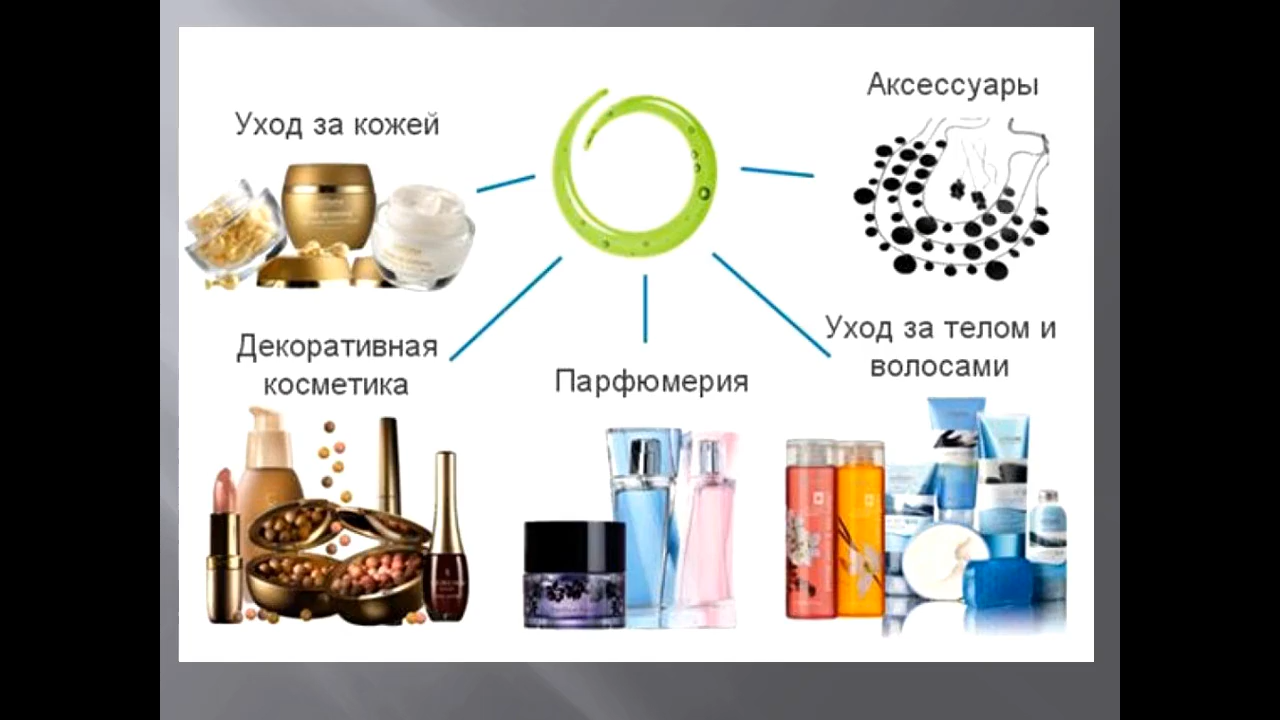 Аксессуары
Уход за кожей
Уход за телом и
волосами
Декоративная
косметика
Парфюмерия